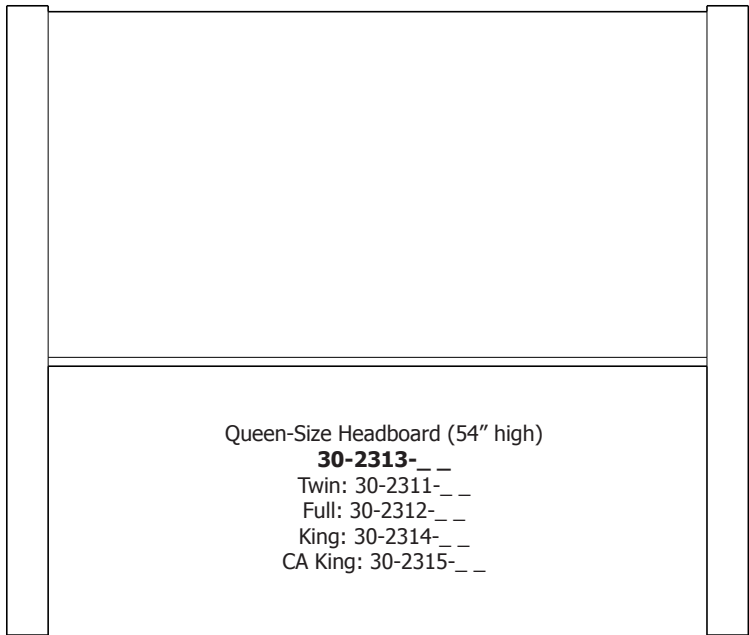 Queen-Size Headboard (54″ high)
30-2313-_ _
Twin: 30-2311-_ _
Full: 30-2312-_ _
King: 30-2314-_ _
CA King: 30-2315-_ _